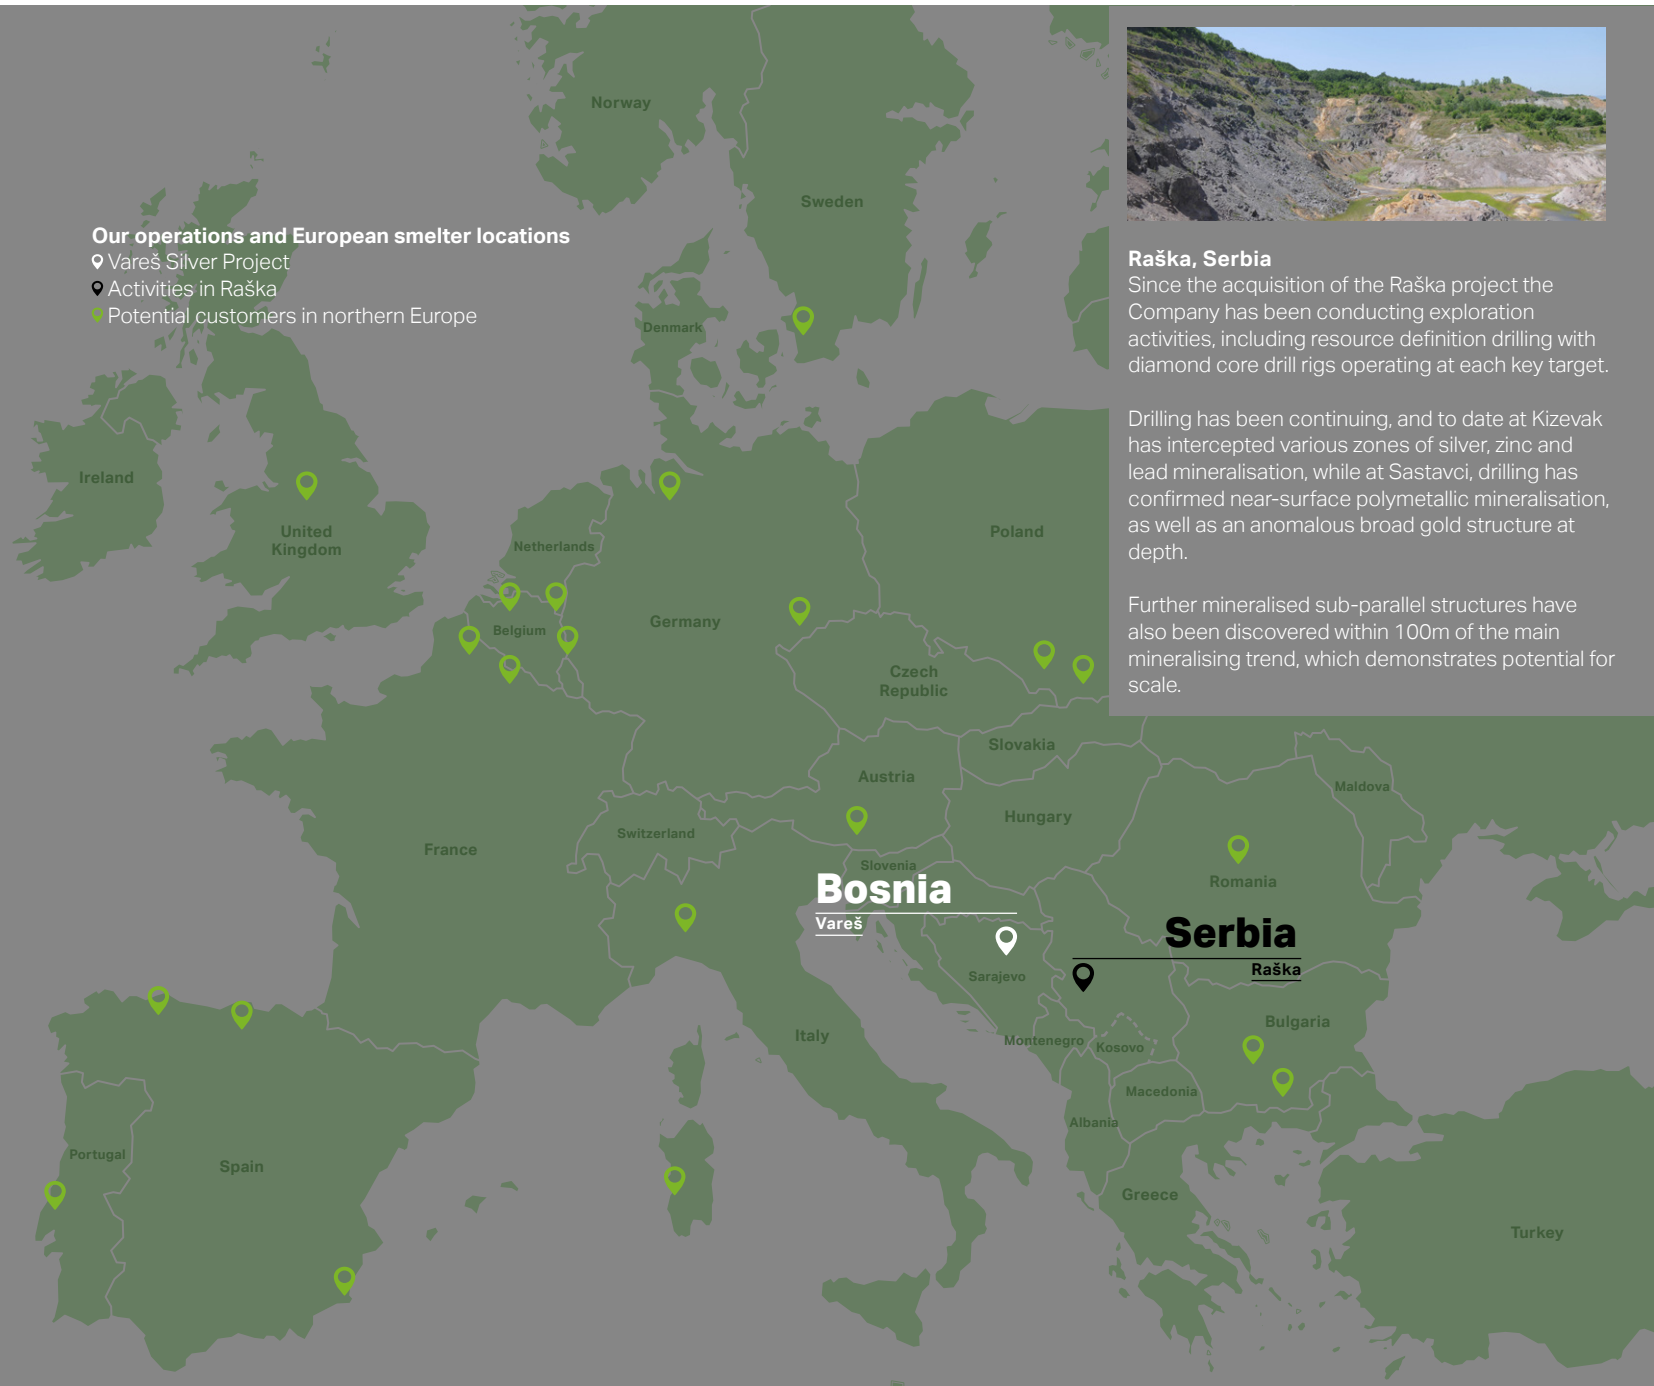 Our operations and European smelter locations
Vareš Silver Project
Activities in Raška
Potential customers in northern Europe
Raška, Serbia
Since the acquisition of the Raška project the
Company has been conducting exploration
activities, including resource definition drilling with
diamond core drill rigs operating at each key target.
Drilling has been continuing, and to date at Kizevak
has intercepted various zones of silver, zinc and
lead mineralisation, while at Sastavci, drilling has
confirmed near-surface polymetallic mineralisation,
as well as an anomalous broad gold structure at
depth.
Further mineralised sub-parallel structures have
also been discovered within 100m of the main
mineralising trend, which demonstrates potential for
scale.
Norway
Sweden
Denmark
Ireland
United
Kingdom
Netherlands
Poland
Belgium
Germany
Czech
Republic
Slovakia
Austria
Maldova
Hungary
Switzerland
France
Slovenia
Romania
Bosnia
Vareš
Serbia
Raška
Sarajevo
Bulgaria
Italy
Montenegro
Kosovo
Macedonia
Albania
Portugal
Spain
Greece
Turkey